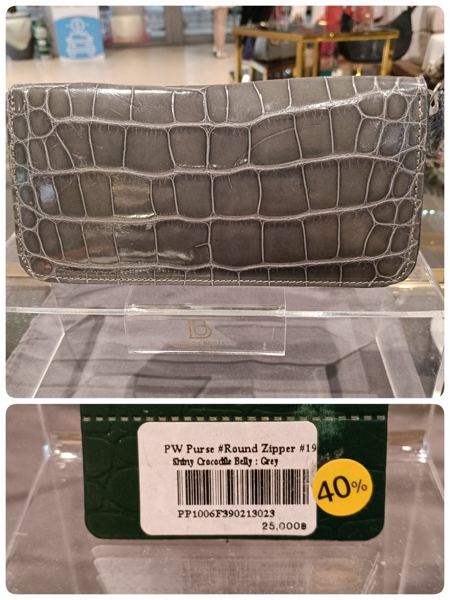 B
PW Purse #Round Zipper #19
Shiny Crocodile Belly : Grey
PP1006F390213023
25,000฿
40%